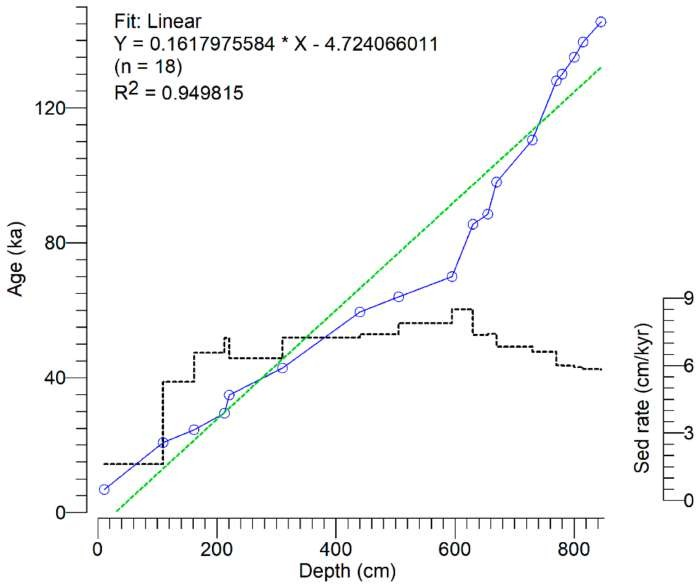 Fit: Linear
Y = 0.1617975584 * X - 4.724066011
(n = 18)
R2 = 0.949815
120
80
40
0
Age (ka)
9
6
3
0
Sed rate (cm/kyr)
0 200 400 600 800
Depth (cm)